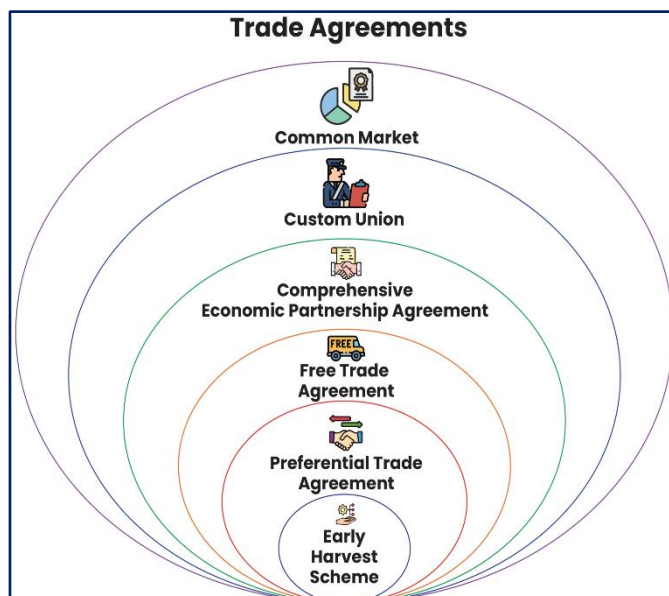 Trade Agreements
Common Market
Custom Union
Comprehensive
Economic Partnership Agreement
FREE
Free Trade
Agreement
Preferential Trade
Agreement
Early
Harvest
Scheme